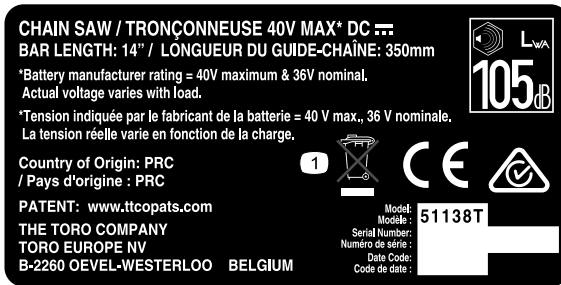 CHAIN SAW / TRONÇONNEUSE 40V MAX* DC
BAR LENGTH: 14” / LONGUEUR DU GUIDE-CHAÎNE: 350mm
*Battery manufacturer rating = 40V maximum & 36V nominal.
Actual voltage varies with load.
*Tension indiquée par le fabricant de la batterie = 40 V max., 36 V nominale.
La tension réelle varie en fonction de la charge.
LWA
105dB
Country of Origin: PRC
/ Pays d'origine : PRC
1
CE
PATENT: www.ttcopats.com
THE TORO COMPANY
TORO EUROPE NV
B-2260 OEVEL-WESTERLOO BELGIUM
Model:
Modèle :
51138T
Serial Number:
Numéro de série :
Date Code:
Code de date :